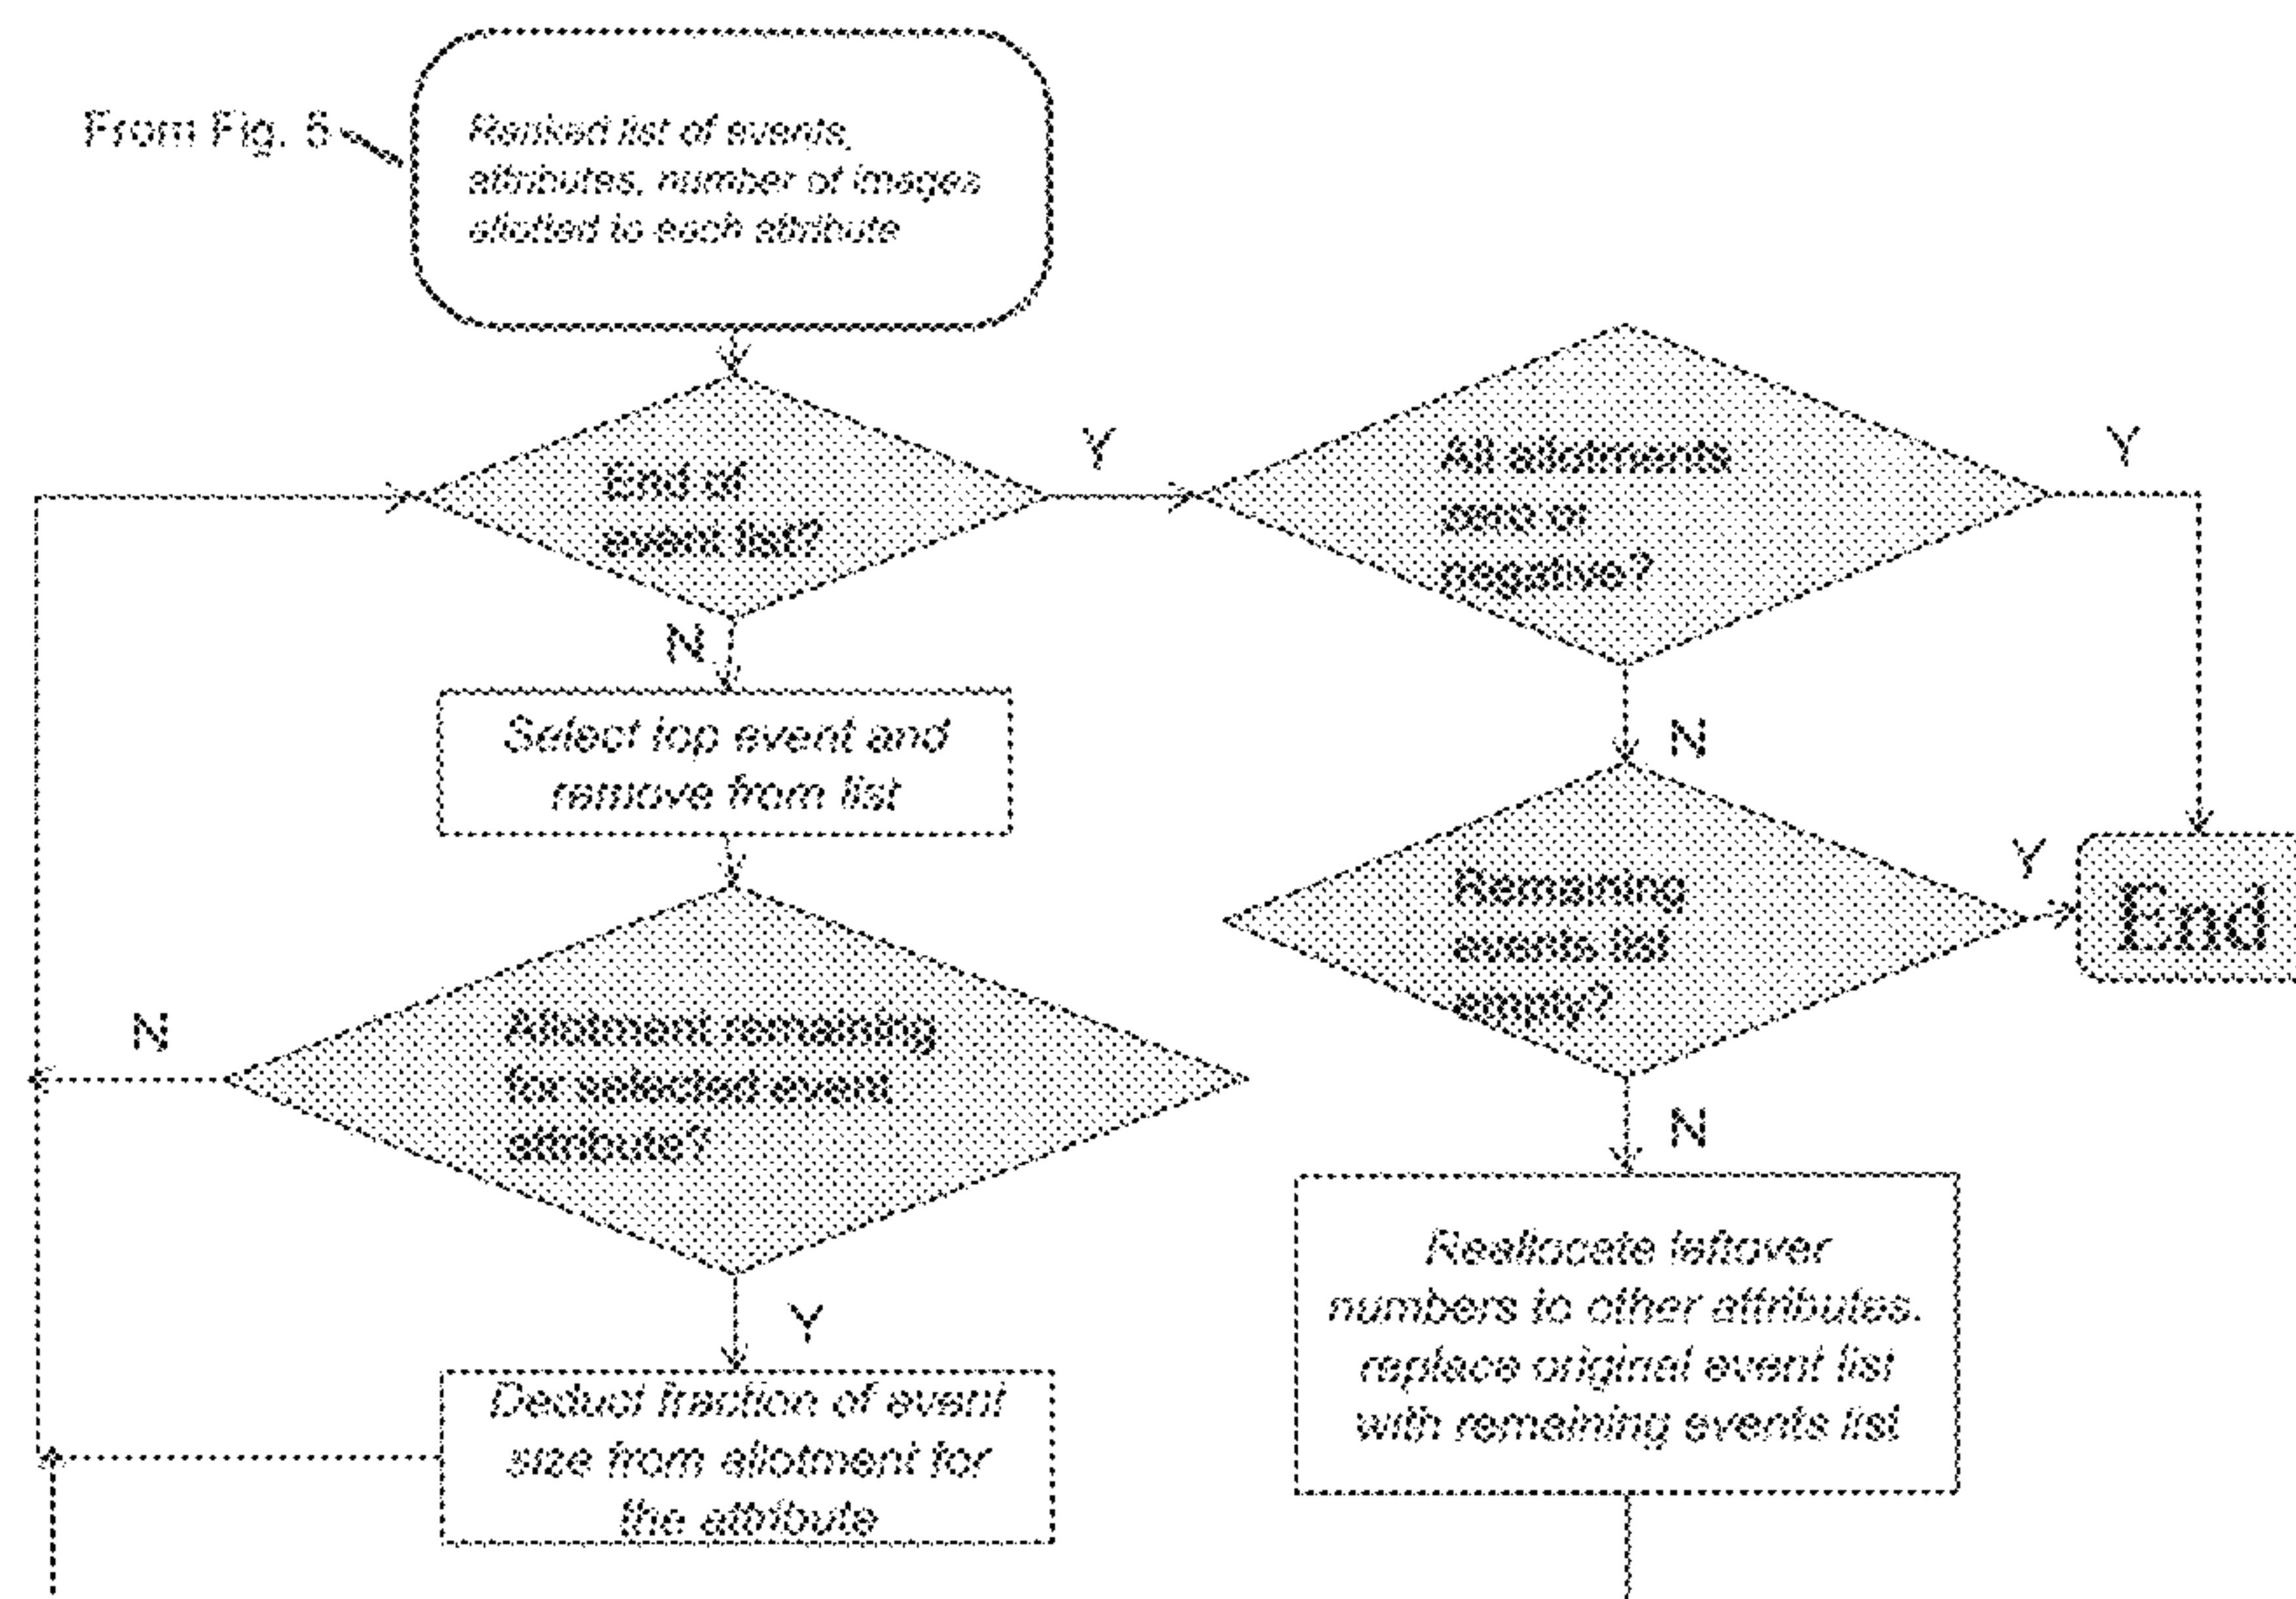 From Fig. 5
Ranked list of events,
attributes, number of images
allotted to each attribute
End of
event list?
Y
N
Select top event and
remove from list
Allotment remaining
for selected event
attribute?
N
Y
Deduct fraction of event
size from allotment for
the attribute
All allotments
zero or
negative?
Y
N
Remaining
events list
empty?
Y
End
N
Reallocate leftover
numbers to other attributes.
replace original event list
with remaining events list